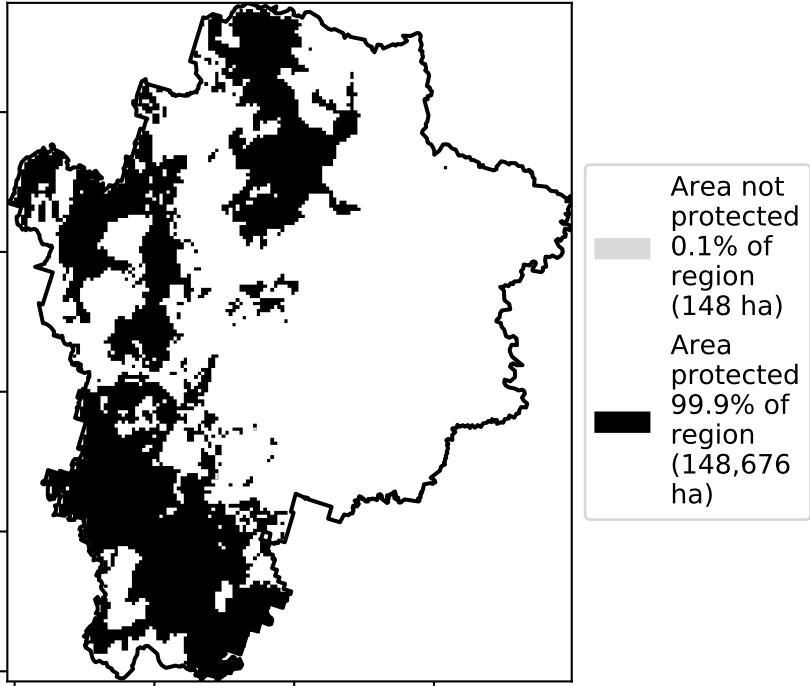 Area not
protected
0.1% of
region
(148 ha)
Area
protected
99.9% of
region
(148,676
ha)